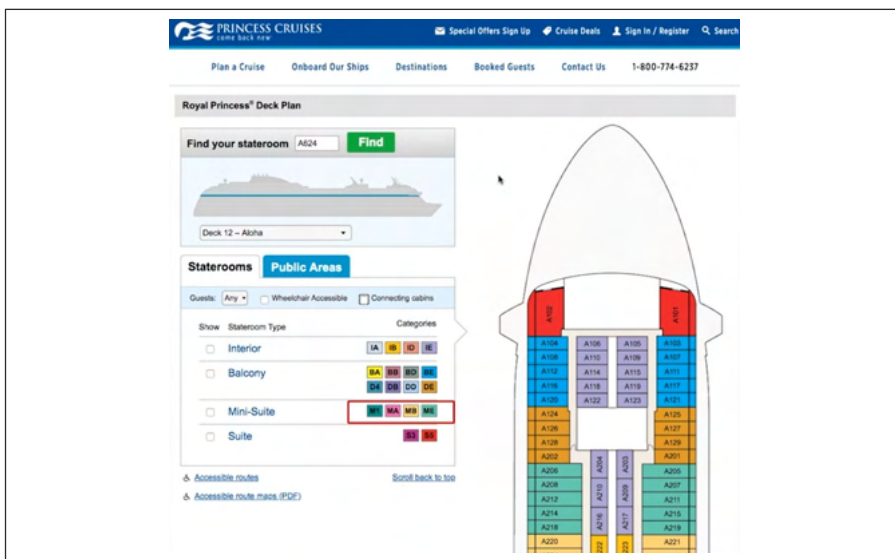 PRINCESS CRUISES
come back new
Special Offers Sign Up Cruise Deals Sign In / Register Search
Plan a Cruise Onboard Our Ships Destinations Booked Guests Contact Us 1-800-774-6237
Royal Princess® Deck Plan
Find your stateroom A624 Find
Deck 12 – Aloha
Staterooms Public Areas
Guests: Any Wheelchair Accessible Connecting cabins
Show Stateroom Type Categories
Interior IA IB ID IE
Balcony BA BB BD BE
D4 DB DD DE
Mini-Suite M1 MA MB ME
Suite S3 S5
Accessible routes Scroll back to top
Accessible route maps (PDF)
A102 A101
A104 A106 A105 A103
A108 A110 A109 A107
A112 A114 A115 A111
A116 A118 A119 A117
A120 A122 A123 A121
A124 A125
A126 A127
A128 A129
A202 A204 A203 A201
A206 A205
A208 A210 A209 A207
A212 A211
A214 A216 A217 A215
A218 A219
A220 222 223 A221